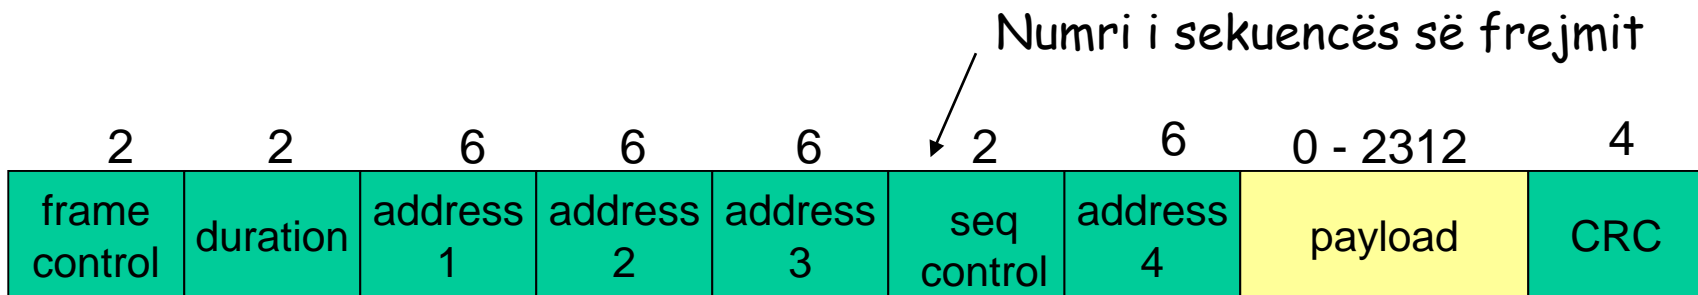 Numri i sekuencës së frejmit
2 2 6 6 6 2 6 0 - 2312 4
frame control duration address 1 address 2 address 3 seq control address 4 payload CRC